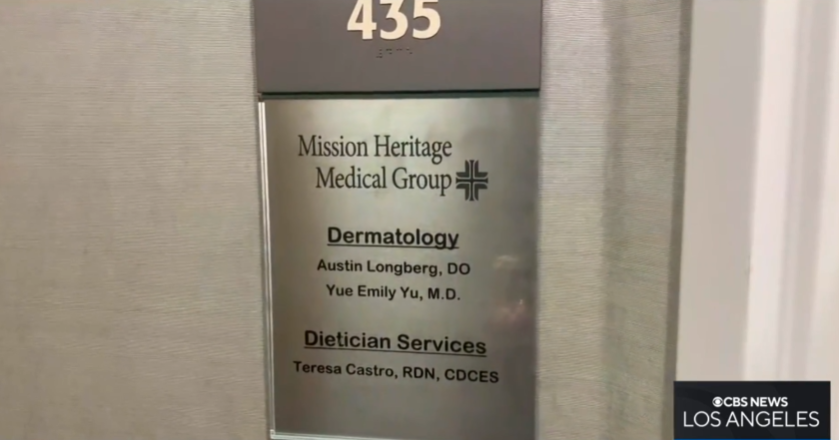 435
Mission Heritage
Medical Group
Dermatology
Austin Longberg, DO
Yue Emily Yu, M.D.
Dietician Services
Teresa Castro, RDN, CDCES
CBS NEWS
LOS ANGELES